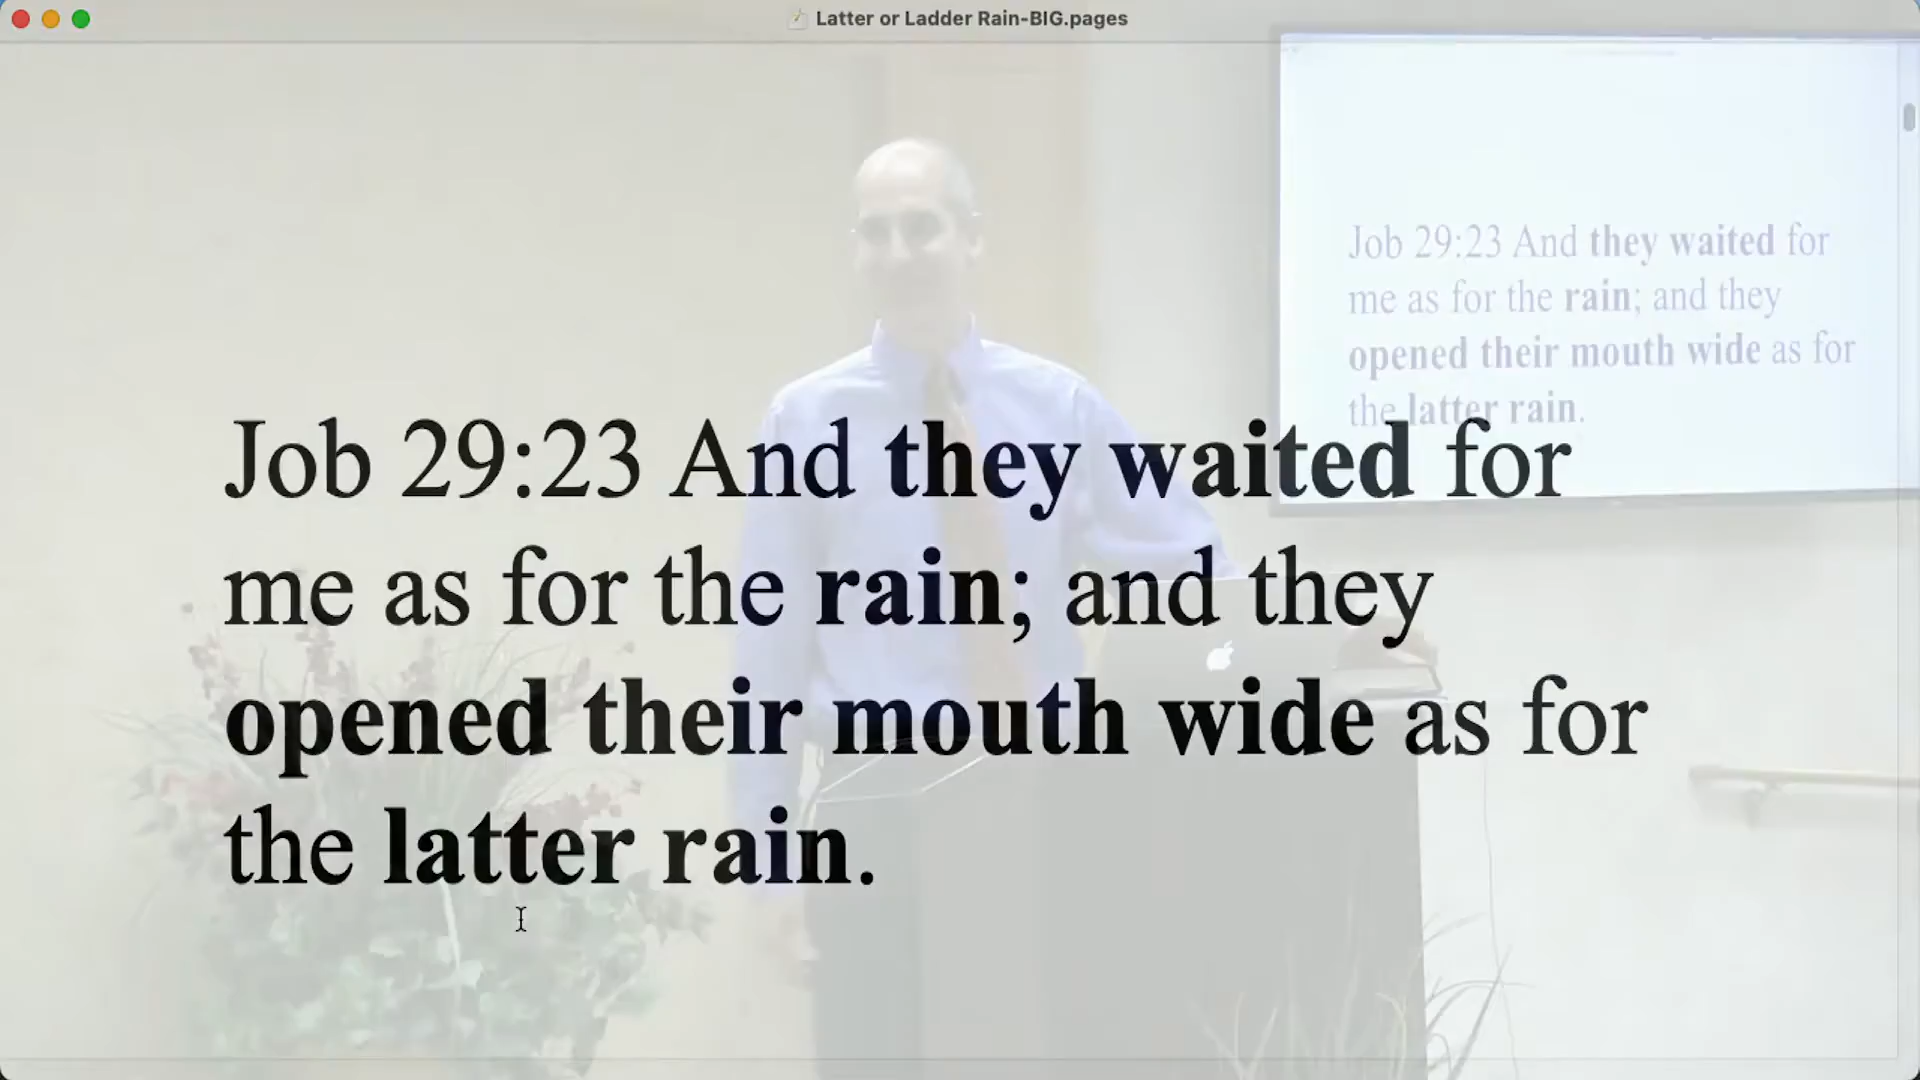 Latter or Ladder Rain-BIG.pages
Job 29:23 And they waited for
me as for the rain; and they
opened their mouth wide as for
the latter rain.
Job 29:23 And they waited for
me as for the rain; and they
opened their mouth wide as for
the latter rain.